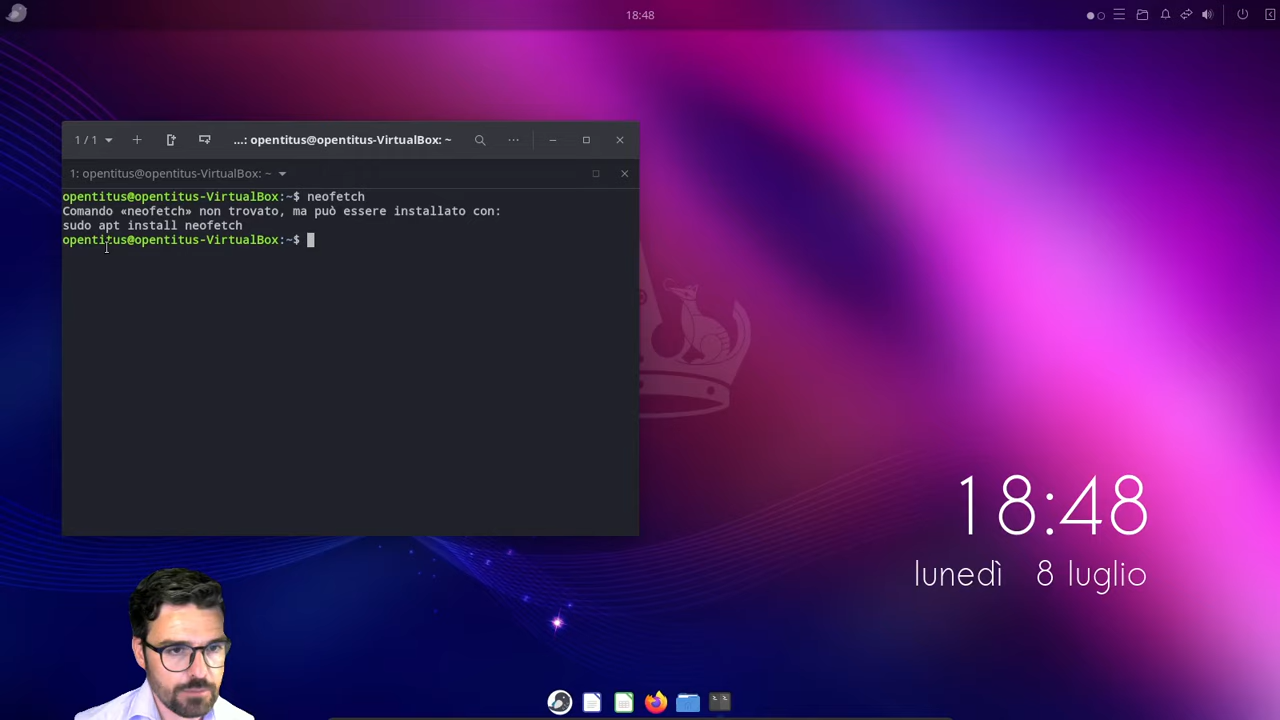 18:48
1 / 1
...: opentitus@opentitus-VirtualBox: ~
1: opentitus@opentitus-VirtualBox: ~
opentitus@opentitus-VirtualBox:~$ neofetch
Comando «neofetch» non trovato, ma può essere installato con:
sudo apt install neofetch
opentitus@opentitus-VirtualBox:~$
18:48
lunedì 8 luglio